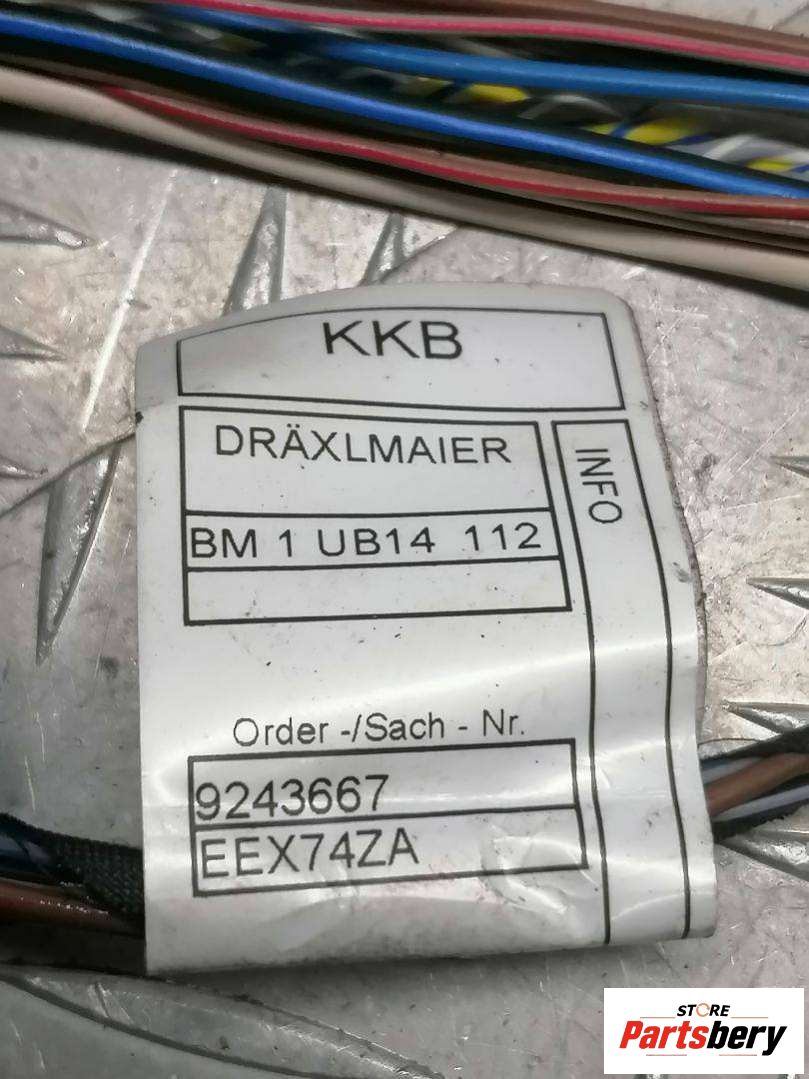 KKB
DRÄXLMAIER
INFO
BM 1 UB14 112
Order -/Sach - Nr.
9243667
EEX74ZA
STORE
Partsbery